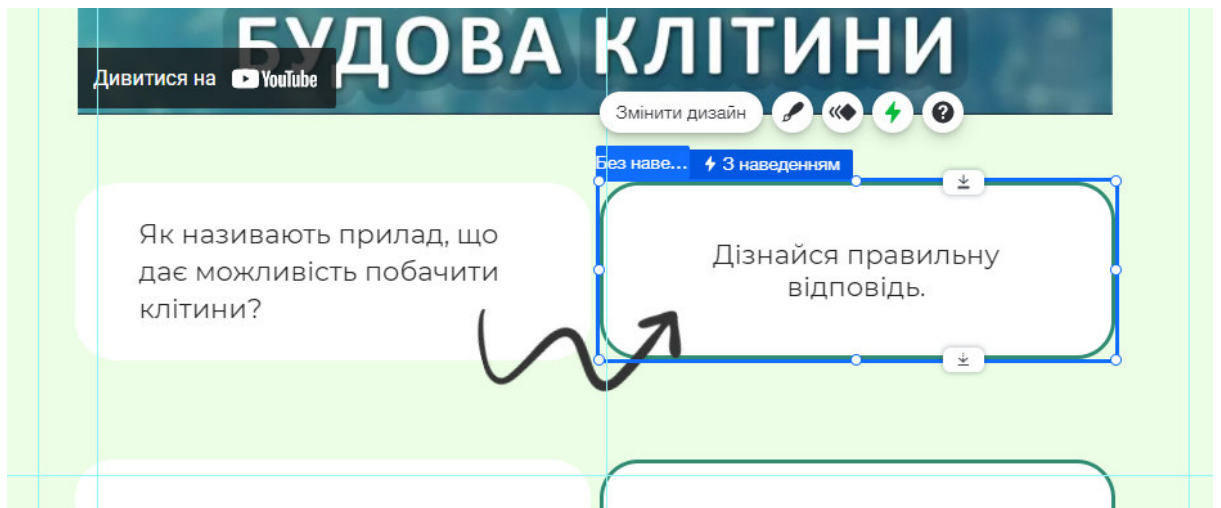 БУДОВА КЛІТИНИ
Дивитися на YouTube
Змінити дизайн
?
Без наве... З наведенням
Як називають прилад, що
дає можливість побачити
клітини?
Дізнайся правильну
відповідь.